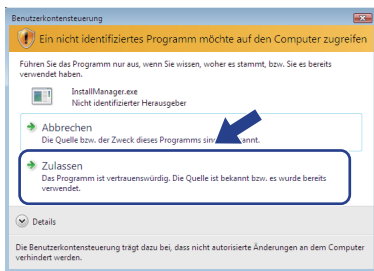 Benutzerkontensteuerung
Ein nicht identifiziertes Programm möchte auf den Computer zugreifen
Führen Sie das Programm nur aus, wenn Sie wissen, woher es stammt, bzw. Sie es bereits
verwendet haben.
InstallManager.exe
Nicht identifizierter Herausgeber
Abbrechen
Die Quelle bzw. der Zweck dieses Programms
Zulassen
Das Programm ist vertrauenswürdig. Die Quelle ist bekannt bzw. es wurde bereits
verwendet.
Details
Die Benutzerkontensteuerung trägt dazu bei, dass nicht autorisierte Änderungen an dem Computer
verhindert werden.